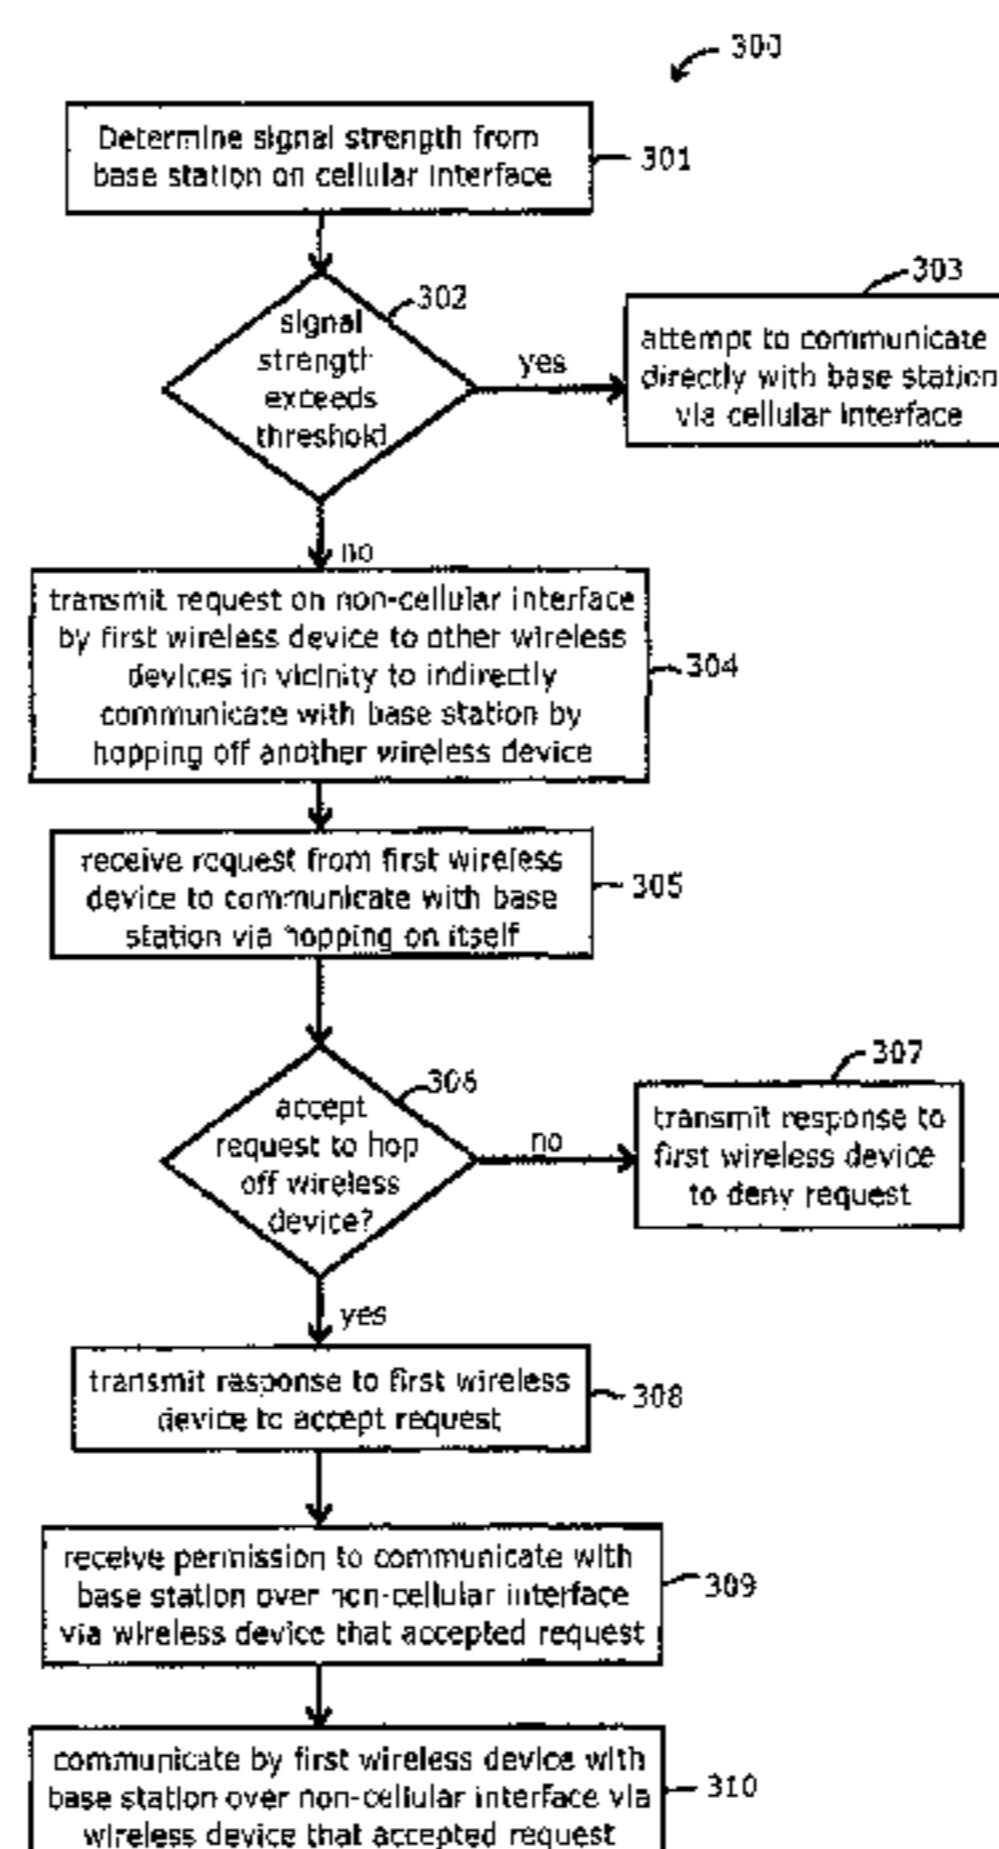 300
Determine signal strength from
base station on cellular interface
301
302
signal
strength
exceeds
threshold
yes
303
attempt to communicate
directly with base station
via cellular interface
no
transmit request on non-cellular interface
by first wireless device to other wireless
devices in vicinity to indirectly
communicate with base station by
hopping off another wireless device
304
receive request from first wireless
device to communicate with base
station via hopping on itself
305
306
accept
request to hop
off wireless
device?
no
307
transmit response to
first wireless device
to deny request
yes
transmit response to first wireless
device to accept request
308
receive permission to communicate with
base station over non-cellular interface
via wireless device that accepted request
309
communicate by first wireless device with
base station over non-cellular interface via
wireless device that accepted request
310